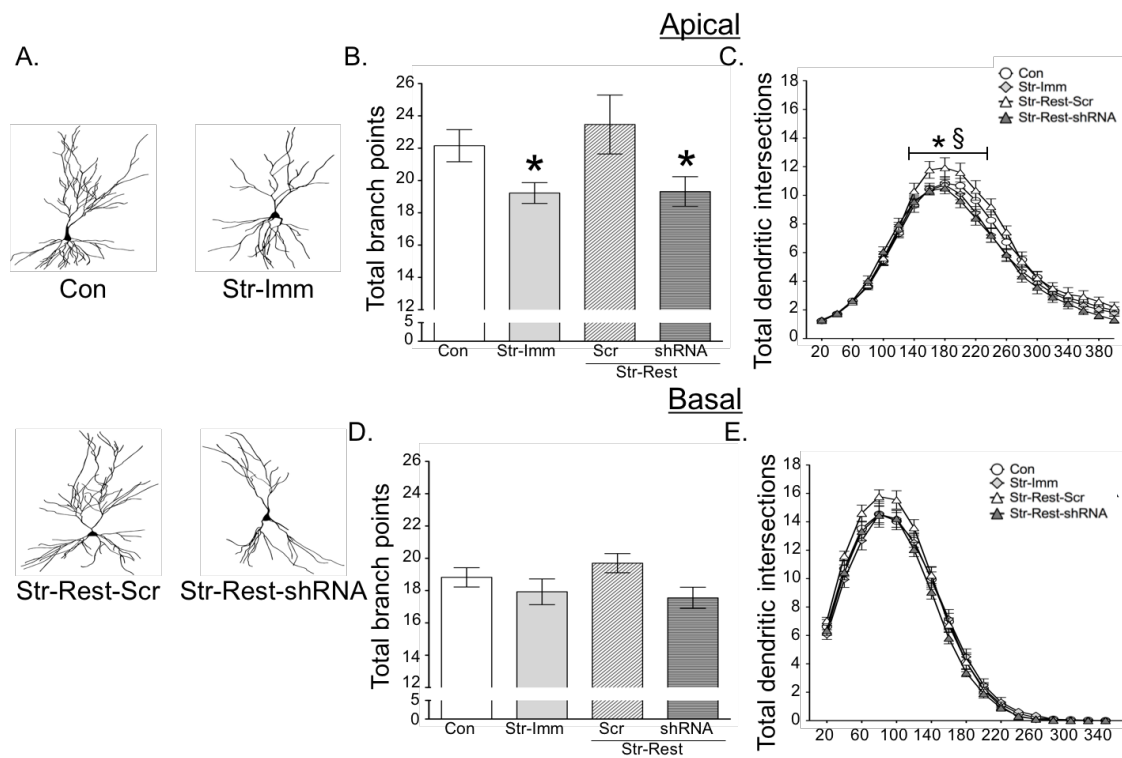 Apical
A.
Con
Str-Imm
Str-Rest-Scr
Str-Rest-shRNA
B.
Total branch points
26
24
22
20
18
16
14
12
5
0
*
*
Con Str-Imm Scr shRNA
Str-Rest
C.
Total dendritic intersections
18
16
14
12
10
8
6
4
2
0
Con
Str-Imm
Str-Rest-Scr
Str-Rest-shRNA
* §
20 60 100 140 180 220 260 300 340 380
Basal
D.
Total branch points
26
24
22
20
18
16
14
12
5
0
Con Str-Imm Scr shRNA
Str-Rest
E.
Total dendritic intersections
18
16
14
12
10
8
6
4
2
0
Con
Str-Imm
Str-Rest-Scr
Str-Rest-shRNA
20 60 100 140 180 220 260 300 340